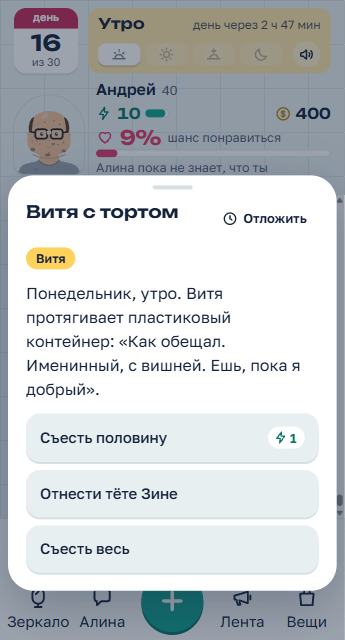 день
16
из 30
Утро
день через 2 ч 47 мин
Андрей 40
10
400
9% шанс понравиться
Алина пока не знает, что ты
Витя с тортом
Отложить
Витя
Понедельник, утро. Витя
протягивает пластиковый
контейнер: «Как обещал.
Именинный, с вишней. Ешь, пока я
добрый».
Съесть половину
1
Отнести тёте Зине
Съесть весь
Зеркало
Алина
Лента
Вещи